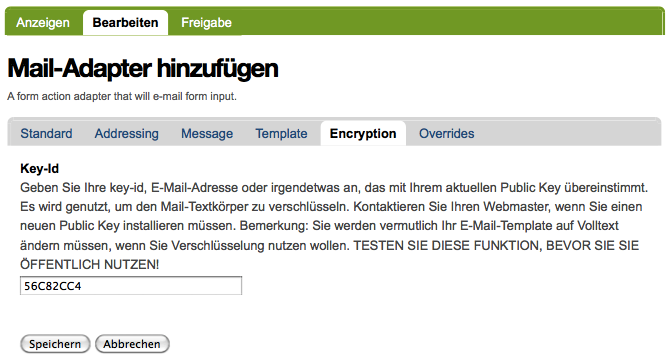 Anzeigen Bearbeiten Freigabe
Mail-Adapter hinzufügen
A form action adapter that will e-mail form input.
Standard Addressing Message Template Encryption Overrides
Key-Id
Geben Sie Ihre key-id, E-Mail-Adresse oder irgendetwas an, das mit Ihrem aktuellen Public Key übereinstimmt.
Es wird genutzt, um den Mail-Textkörper zu verschlüsseln. Kontaktieren Sie Ihren Webmaster, wenn Sie einen
neuen Public Key installieren müssen. Bemerkung: Sie werden vermutlich Ihr E-Mail-Template auf Volltext
ändern müssen, wenn Sie Verschlüsselung nutzen wollen. TESTEN SIE DIESE FUNKTION, BEVOR SIE SIE
ÖFFENTLICH NUTZEN!
56C82CC4
Speichern Abbrechen